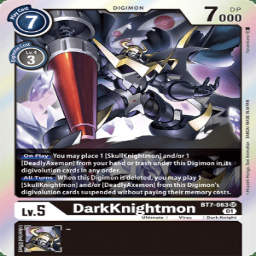 DIGIMON
Play Cost
7
7000
DP
Lv.4
3
On Play You may place 1 [SkullKnightmon] and/or 1
[DeadlyAxemon] from your hand or trash under this Digimon in its
digivolution cards in any order.
All Turns When this Digimon is deleted, you may play 1
[SkullKnightmon] and/or [DeadlyAxemon] from this Digimon's
digivolution cards suspended without paying their memory costs.
Lv.5
DarkKnightmon
BT7-063
Ultimate
Virus
Dark Knight
-